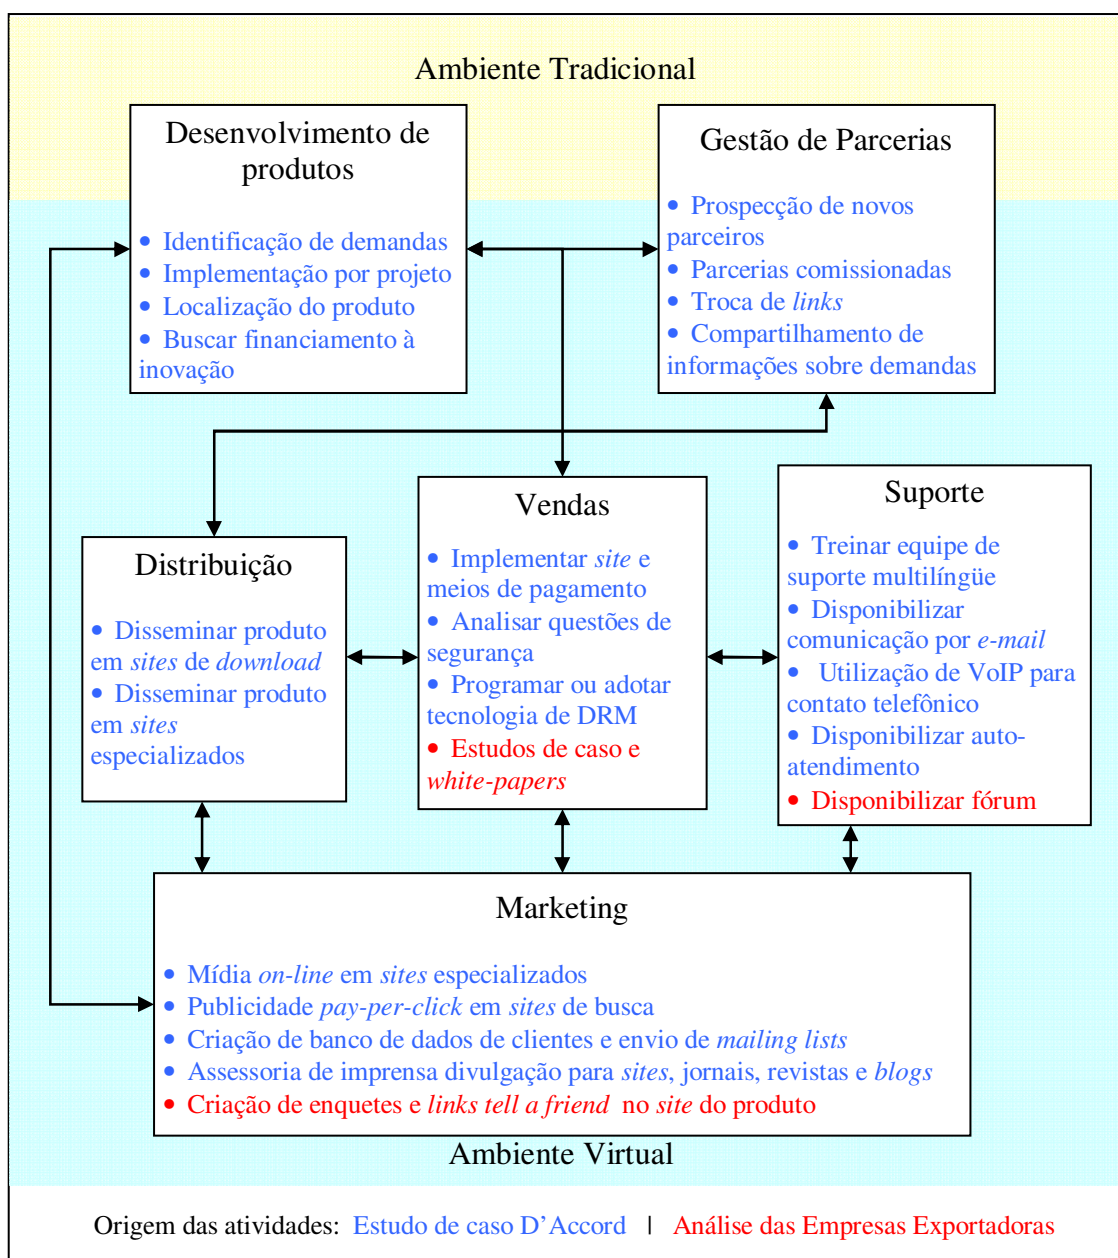 Ambiente Tradicional
Desenvolvimento de
produtos
• Identificação de demandas
• Implementação por projeto
• Localização do produto
• Buscar financiamento à
inovação
Gestão de Parcerias
• Prospecção de novos
parceiros
• Parcerias comissionadas
• Troca de links
• Compartilhamento de
informações sobre demandas
Distribuição
• Disseminar produto
em sites de download
• Disseminar produto
em sites
especializados
Vendas
• Implementar site e
meios de pagamento
• Analisar questões de
segurança
• Programar ou adotar
tecnologia de DRM
• Estudos de caso e
white-papers
Suporte
• Treinar equipe de
suporte multilíngüe
• Disponibilizar
comunicação por e-mail
• Utilização de VoIP para
contato telefônico
• Disponibilizar auto-
atendimento
• Disponibilizar fórum
Marketing
• Mídia on-line em sites especializados
• Publicidade pay-per-click em sites de busca
• Criação de banco de dados de clientes e envio de mailing lists
• Assessoria de imprensa divulgação para sites, jornais, revistas e blogs
• Criação de enquetes e links tell a friend no site do produto
Ambiente Virtual
Origem das atividades: Estudo de caso D’Accord | Análise das Empresas Exportadoras